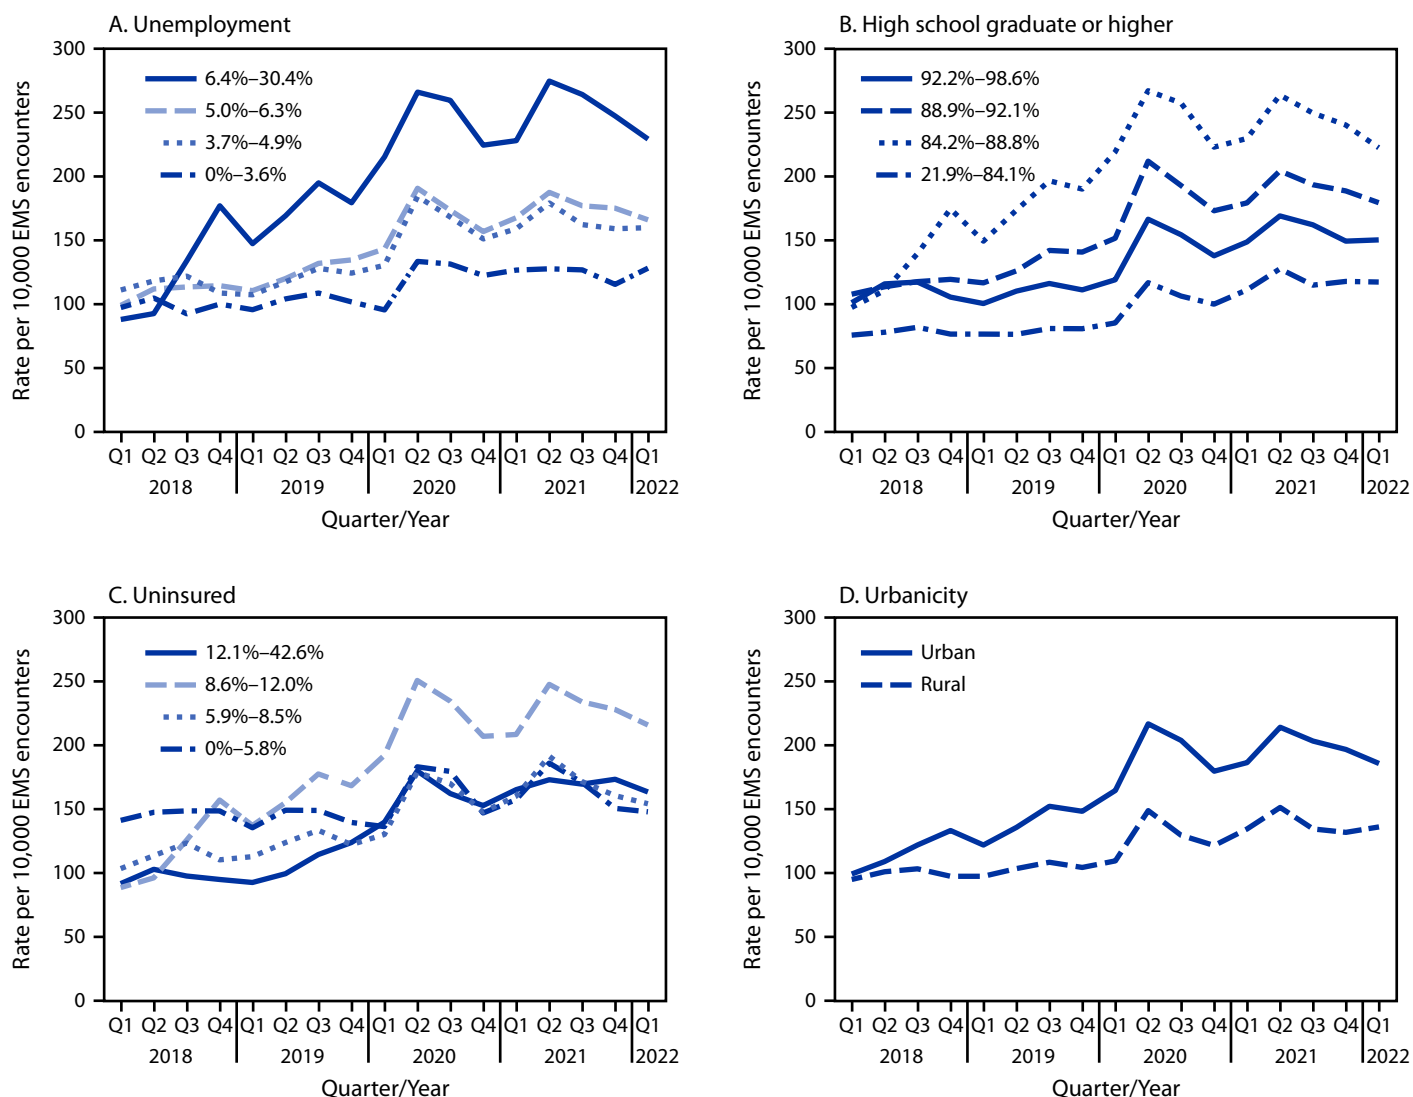 A. Unemployment
Rate per 10,000 EMS encounters
300
250
200
150
100
50
0
6.4%–30.4%
5.0%–6.3%
3.7%–4.9%
0%–3.6%
Q1 Q2 Q3 Q4 Q1 Q2 Q3 Q4 Q1 Q2 Q3 Q4 Q1 Q2 Q3 Q4 Q1
2018 2019 2020 2021 2022
Quarter/Year
B. High school graduate or higher
Rate per 10,000 EMS encounters
300
250
200
150
100
50
0
92.2%–98.6%
88.9%–92.1%
84.2%–88.8%
21.9%–84.1%
Q1 Q2 Q3 Q4 Q1 Q2 Q3 Q4 Q1 Q2 Q3 Q4 Q1 Q2 Q3 Q4 Q1
2018 2019 2020 2021 2022
Quarter/Year
C. Uninsured
Rate per 10,000 EMS encounters
300
250
200
150
100
50
0
12.1%–42.6%
8.6%–12.0%
5.9%–8.5%
0%–5.8%
Q1 Q2 Q3 Q4 Q1 Q2 Q3 Q4 Q1 Q2 Q3 Q4 Q1 Q2 Q3 Q4 Q1
2018 2019 2020 2021 2022
Quarter/Year
D. Urbanicity
Rate per 10,000 EMS encounters
300
250
200
150
100
50
0
Urban
Rural
Q1 Q2 Q3 Q4 Q1 Q2 Q3 Q4 Q1 Q2 Q3 Q4 Q1 Q2 Q3 Q4 Q1
2018 2019 2020 2021 2022
Quarter/Year